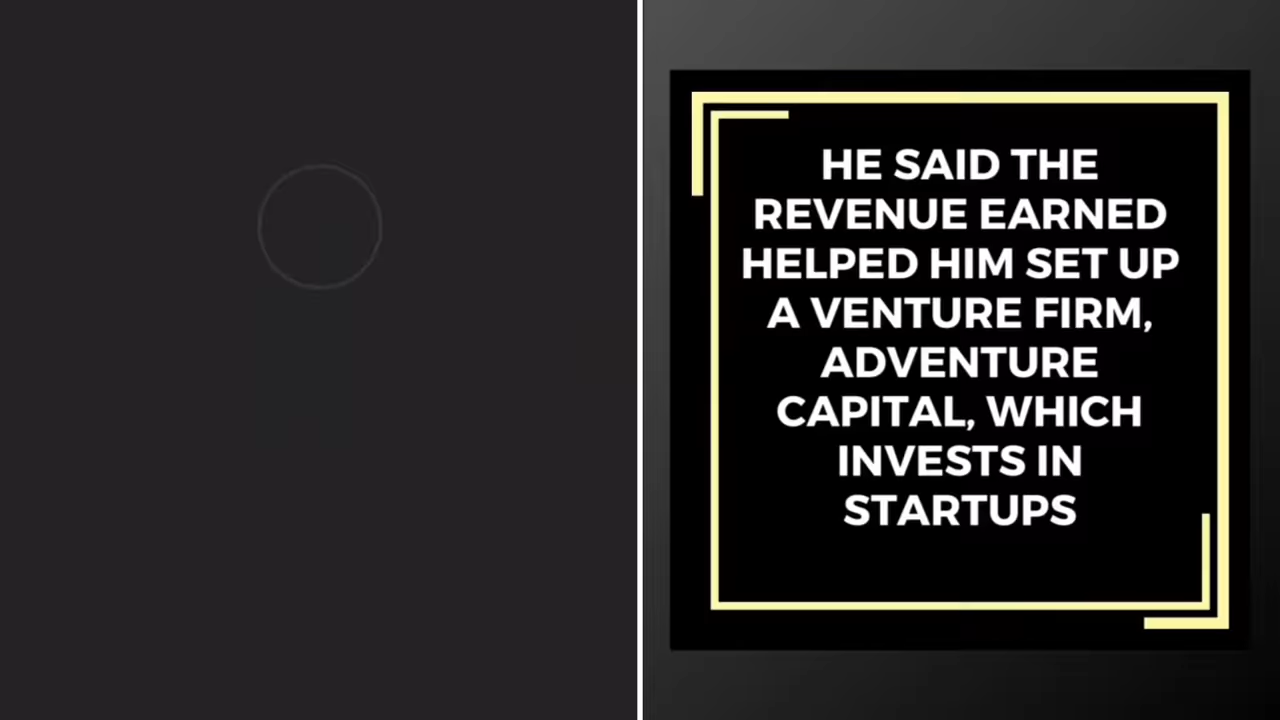 HE SAID THE
REVENUE EARNED
HELPED HIM SET UP
A VENTURE FIRM,
ADVENTURE
CAPITAL, WHICH
INVESTS IN
STARTUPS